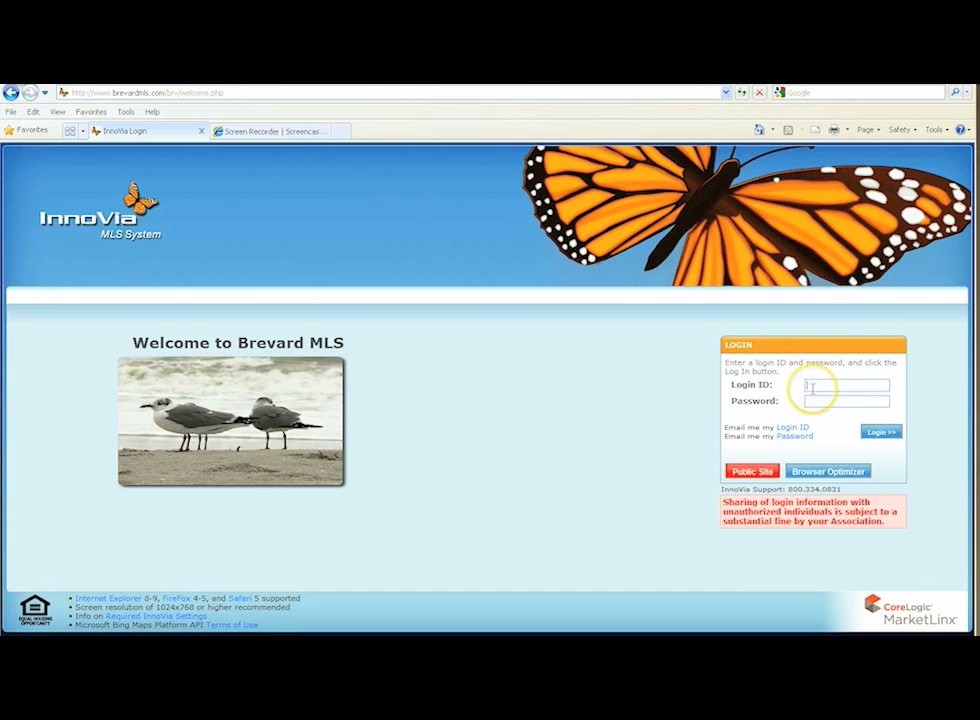 http://www.brevardmls.com/brv/welcome.php
Google
File Edit View Favorites Tools Help
Favorites
InnoVia Login
Screen Recorder | Screencas...
Page
Safety
Tools
InnoVia
MLS System
Welcome to Brevard MLS
LOGIN
Enter a login ID and password, and click the
Log In button.
Login ID:
Password:
Email me my Login ID
Email me my Password
Login >>
Public Site
Browser Optimizer
InnoVia Support: 800.334.0831
Sharing of login information with
unauthorized individuals is subject to a
substantial fine by your Association.
EQUAL HOUSING
OPPORTUNITY
• Internet Explorer 8-9, FireFox 4-5, and Safari 5 supported
• Screen resolution of 1024x768 or higher recommended
• Info on Required InnoVia Settings
• Microsoft Bing Maps Platform API Terms of Use
CoreLogic
MarketLinx